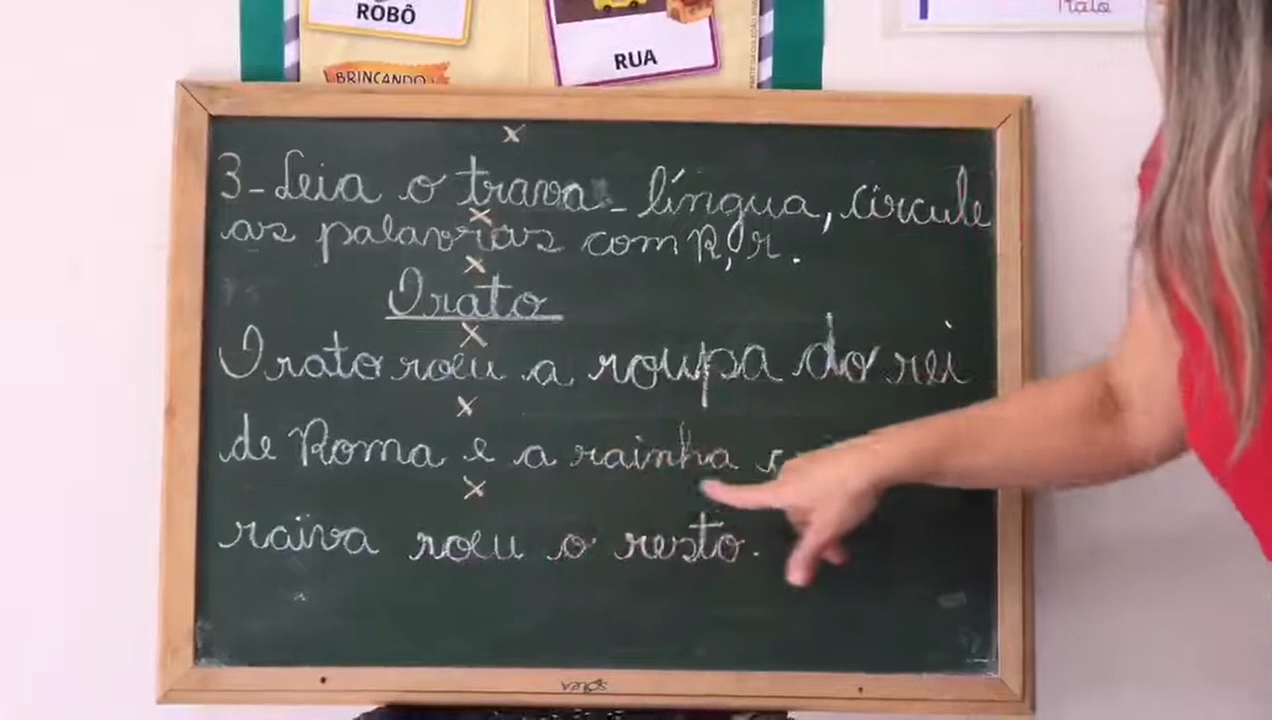 ROBÔ
RUA
BRINCANDO
Rato
x
3-Leia o trava-língua, circule
x
as palavras com R, r.
x
O rato
x
O rato roeu a roupa do rei
x
de Roma e a rainha
x
raiva roeu o resto.